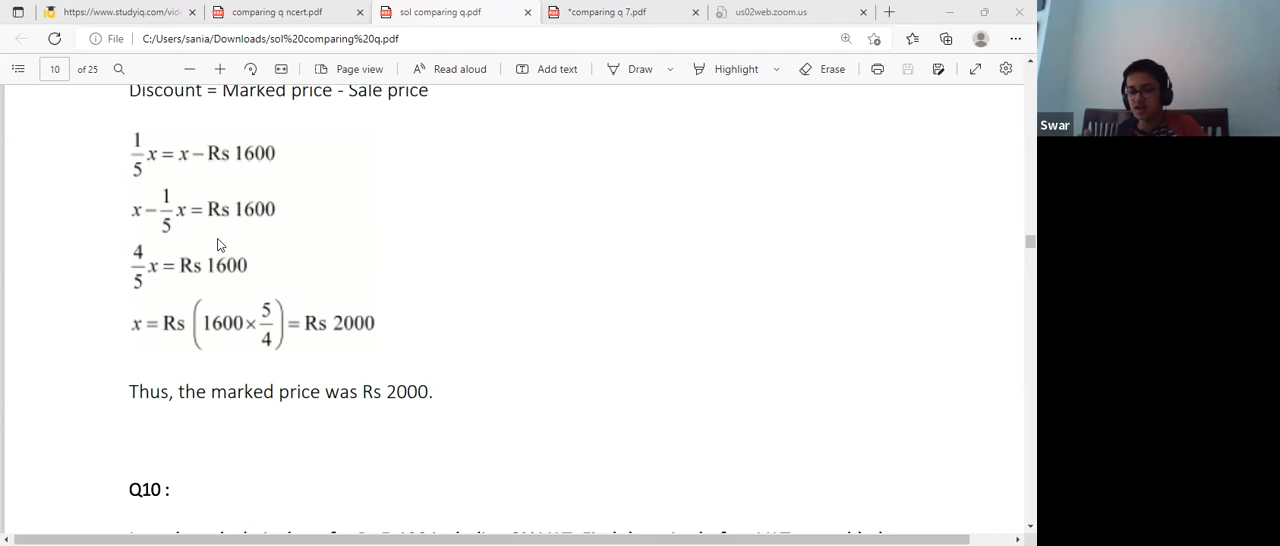 https://www.studyiq.com/vid
comparing q ncert.pdf
sol comparing q.pdf
*comparing q 7.pdf
us02web.zoom.us
File
C:/Users/sania/Downloads/sol%20comparing%20q.pdf
10 of 25
Page view
Read aloud
Add text
Draw
Highlight
Erase
Discount = Marked price - Sale price
1/5 x = x − Rs 1600
x − 1/5 x = Rs 1600
4/5 x = Rs 1600
x = Rs (1600 × 5/4) = Rs 2000
Thus, the marked price was Rs 2000.
Q10 :
Swar